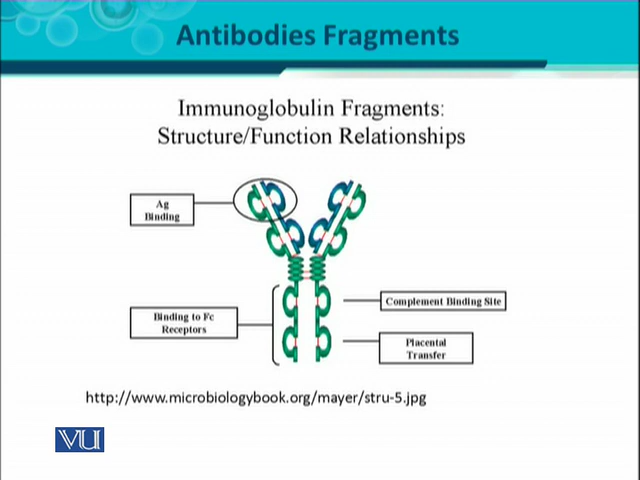 Antibodies Fragments
Immunoglobulin Fragments:
Structure/Function Relationships
Ag
Binding
Complement Binding Site
Binding to Fc
Receptors
Placental
Transfer
http://www.microbiologybook.org/mayer/stru-5.jpg
VU